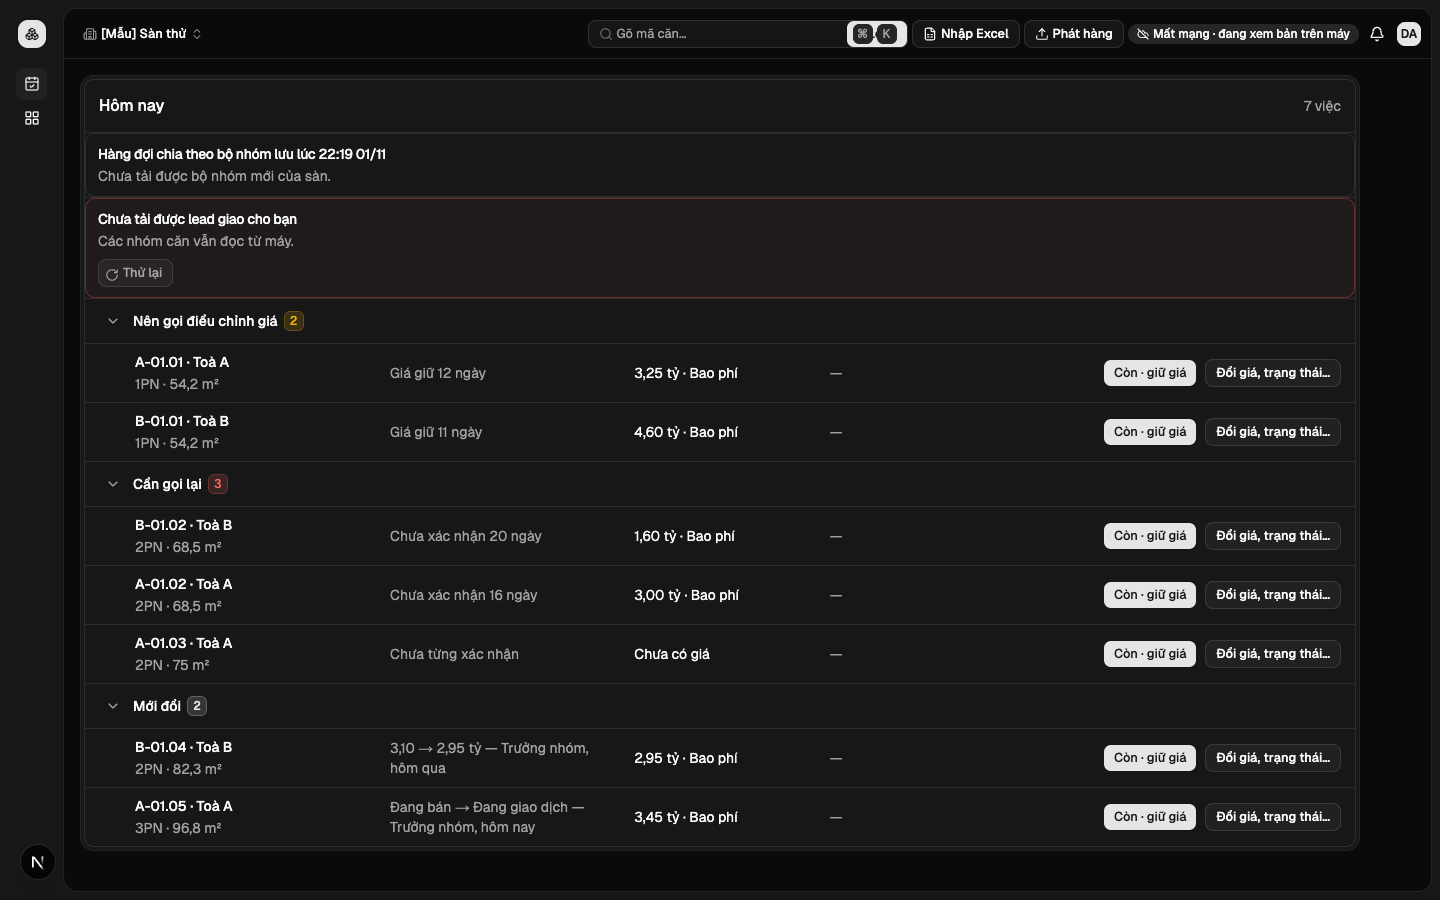 [Mẫu] Sàn thử
Gõ mã căn...
⌘ K
Nhập Excel
Phát hàng
Mất mạng · đang xem bản trên máy
DA
Hôm nay
7 việc
Hàng đợi chia theo bộ nhóm lưu lúc 22:19 01/11
Chưa tải được bộ nhóm mới của sàn.
Chưa tải được lead giao cho bạn
Các nhóm căn vẫn đọc từ máy.
Thử lại
Nên gọi điều chỉnh giá 2
A-01.01 · Toà A
1PN · 54,2 m²
Giá giữ 12 ngày
3,25 tỷ · Bao phí
—
Còn · giữ giá
Đổi giá, trạng thái...
B-01.01 · Toà B
1PN · 54,2 m²
Giá giữ 11 ngày
4,60 tỷ · Bao phí
—
Còn · giữ giá
Đổi giá, trạng thái...
Cần gọi lại 3
B-01.02 · Toà B
2PN · 68,5 m²
Chưa xác nhận 20 ngày
1,60 tỷ · Bao phí
—
Còn · giữ giá
Đổi giá, trạng thái...
A-01.02 · Toà A
2PN · 68,5 m²
Chưa xác nhận 16 ngày
3,00 tỷ · Bao phí
—
Còn · giữ giá
Đổi giá, trạng thái...
A-01.03 · Toà A
2PN · 75 m²
Chưa từng xác nhận
Chưa có giá
—
Còn · giữ giá
Đổi giá, trạng thái...
Mới đổi 2
B-01.04 · Toà B
2PN · 82,3 m²
3,10 → 2,95 tỷ — Trưởng nhóm,
hôm qua
2,95 tỷ · Bao phí
—
Còn · giữ giá
Đổi giá, trạng thái...
A-01.05 · Toà A
3PN · 96,8 m²
Đang bán → Đang giao dịch —
Trưởng nhóm, hôm nay
3,45 tỷ · Bao phí
—
Còn · giữ giá
Đổi giá, trạng thái...
N